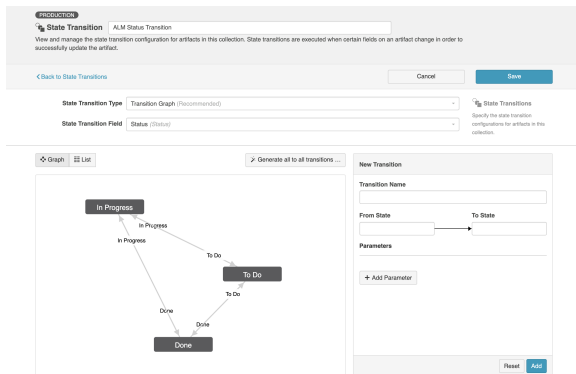 PRODUCTION
State Transition
ALM Status Transition
View and manage the state transition configuration for artifacts in this collection. State transitions are executed when certain fields on an artifact change in order to
successfully update the artifact.
Back to State Transitions
Cancel
Save
State Transition Type
Transition Graph (Recommended)
State Transition Field
Status (Status)
State Transitions
Specify the state transition
configurations for artifacts in this
collection.
Graph
List
Generate all to all transitions ...
In Progress
In Progress
In Progress
To Do
To Do
To Do
Done
Done
Done
New Transition
Transition Name
From State
To State
Parameters
+ Add Parameter
Reset
Add